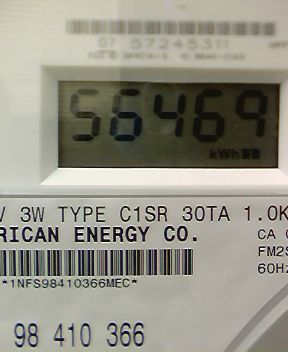 07 57245311
56469
kWh
V 3W TYPE C1SR 30TA 1.0K
RICAN ENERGY CO.
CA
FM2S
60Hz
*1NFS98410366MEC*
98 410 366